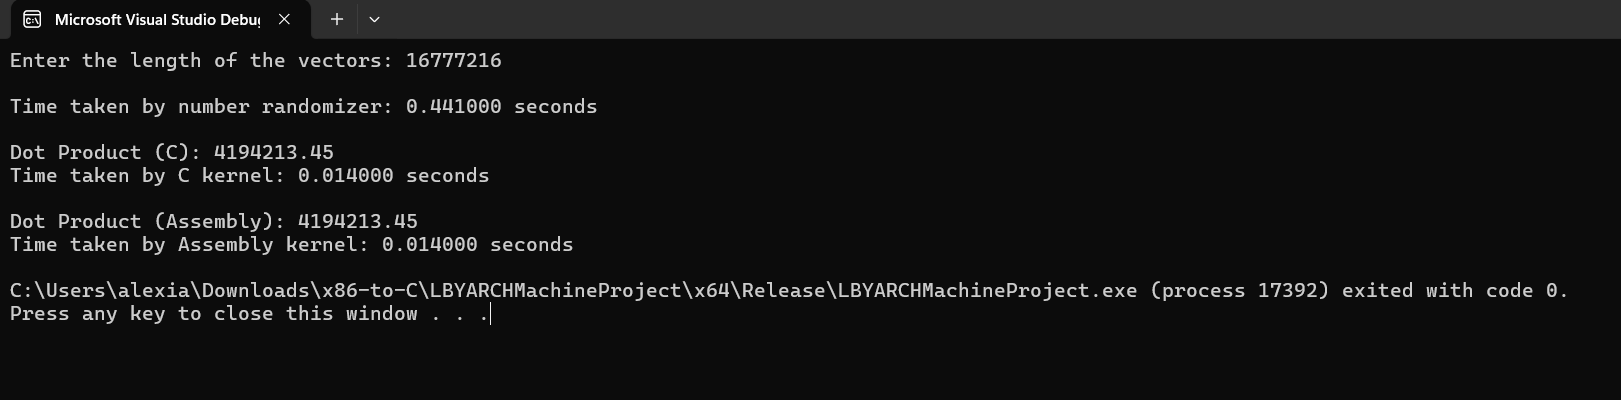 Microsoft Visual Studio Debu
Enter the length of the vectors: 16777216
Time taken by number randomizer: 0.441000 seconds
Dot Product (C): 4194213.45
Time taken by C kernel: 0.014000 seconds
Dot Product (Assembly): 4194213.45
Time taken by Assembly kernel: 0.014000 seconds
C:\Users\alexia\Downloads\x86-to-C\LBYARCHMachineProject\x64\Release\LBYARCHMachineProject.exe (process 17392) exited with code 0.
Press any key to close this window . . .